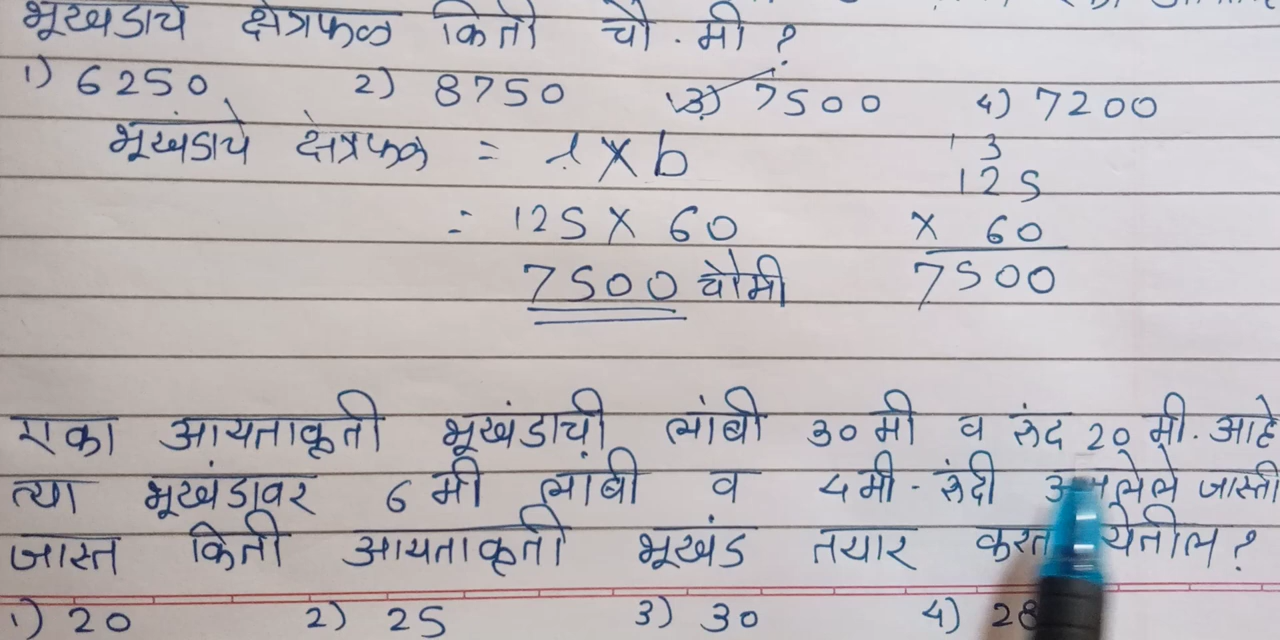 भूखंडाचे क्षेत्रफळ किती चौ. मी ?
1) 6250 2) 8750 3) 7500 4) 7200
भूखंडाचे क्षेत्रफळ = l × b
1 3
125
= 125 × 60
× 60
7500 चौमी
7500
एका आयताकृती भूखंडाची लांबी 30 मी व रुंद 20 मी. आहे
त्या भूखंडावर 6 मी लांबी व 4 मी - रुंदी असलेले जास्ती
जास्त किती आयताकृती भूखंड तयार करता येतील ?
1) 20 2) 25 3) 30 4) 28